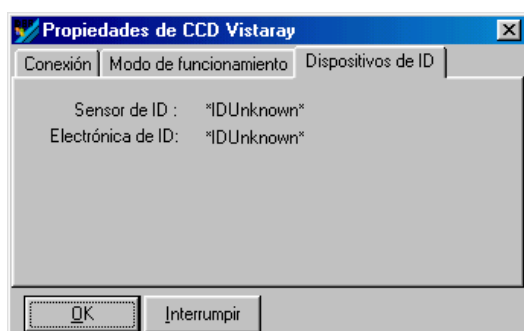 Propiedades de CCD Vistaray
Conexión Modo de funcionamiento Dispositivos de ID
Sensor de ID : *IDUnknown*
Electrónica de ID: *IDUnknown*
OK Interrumpir